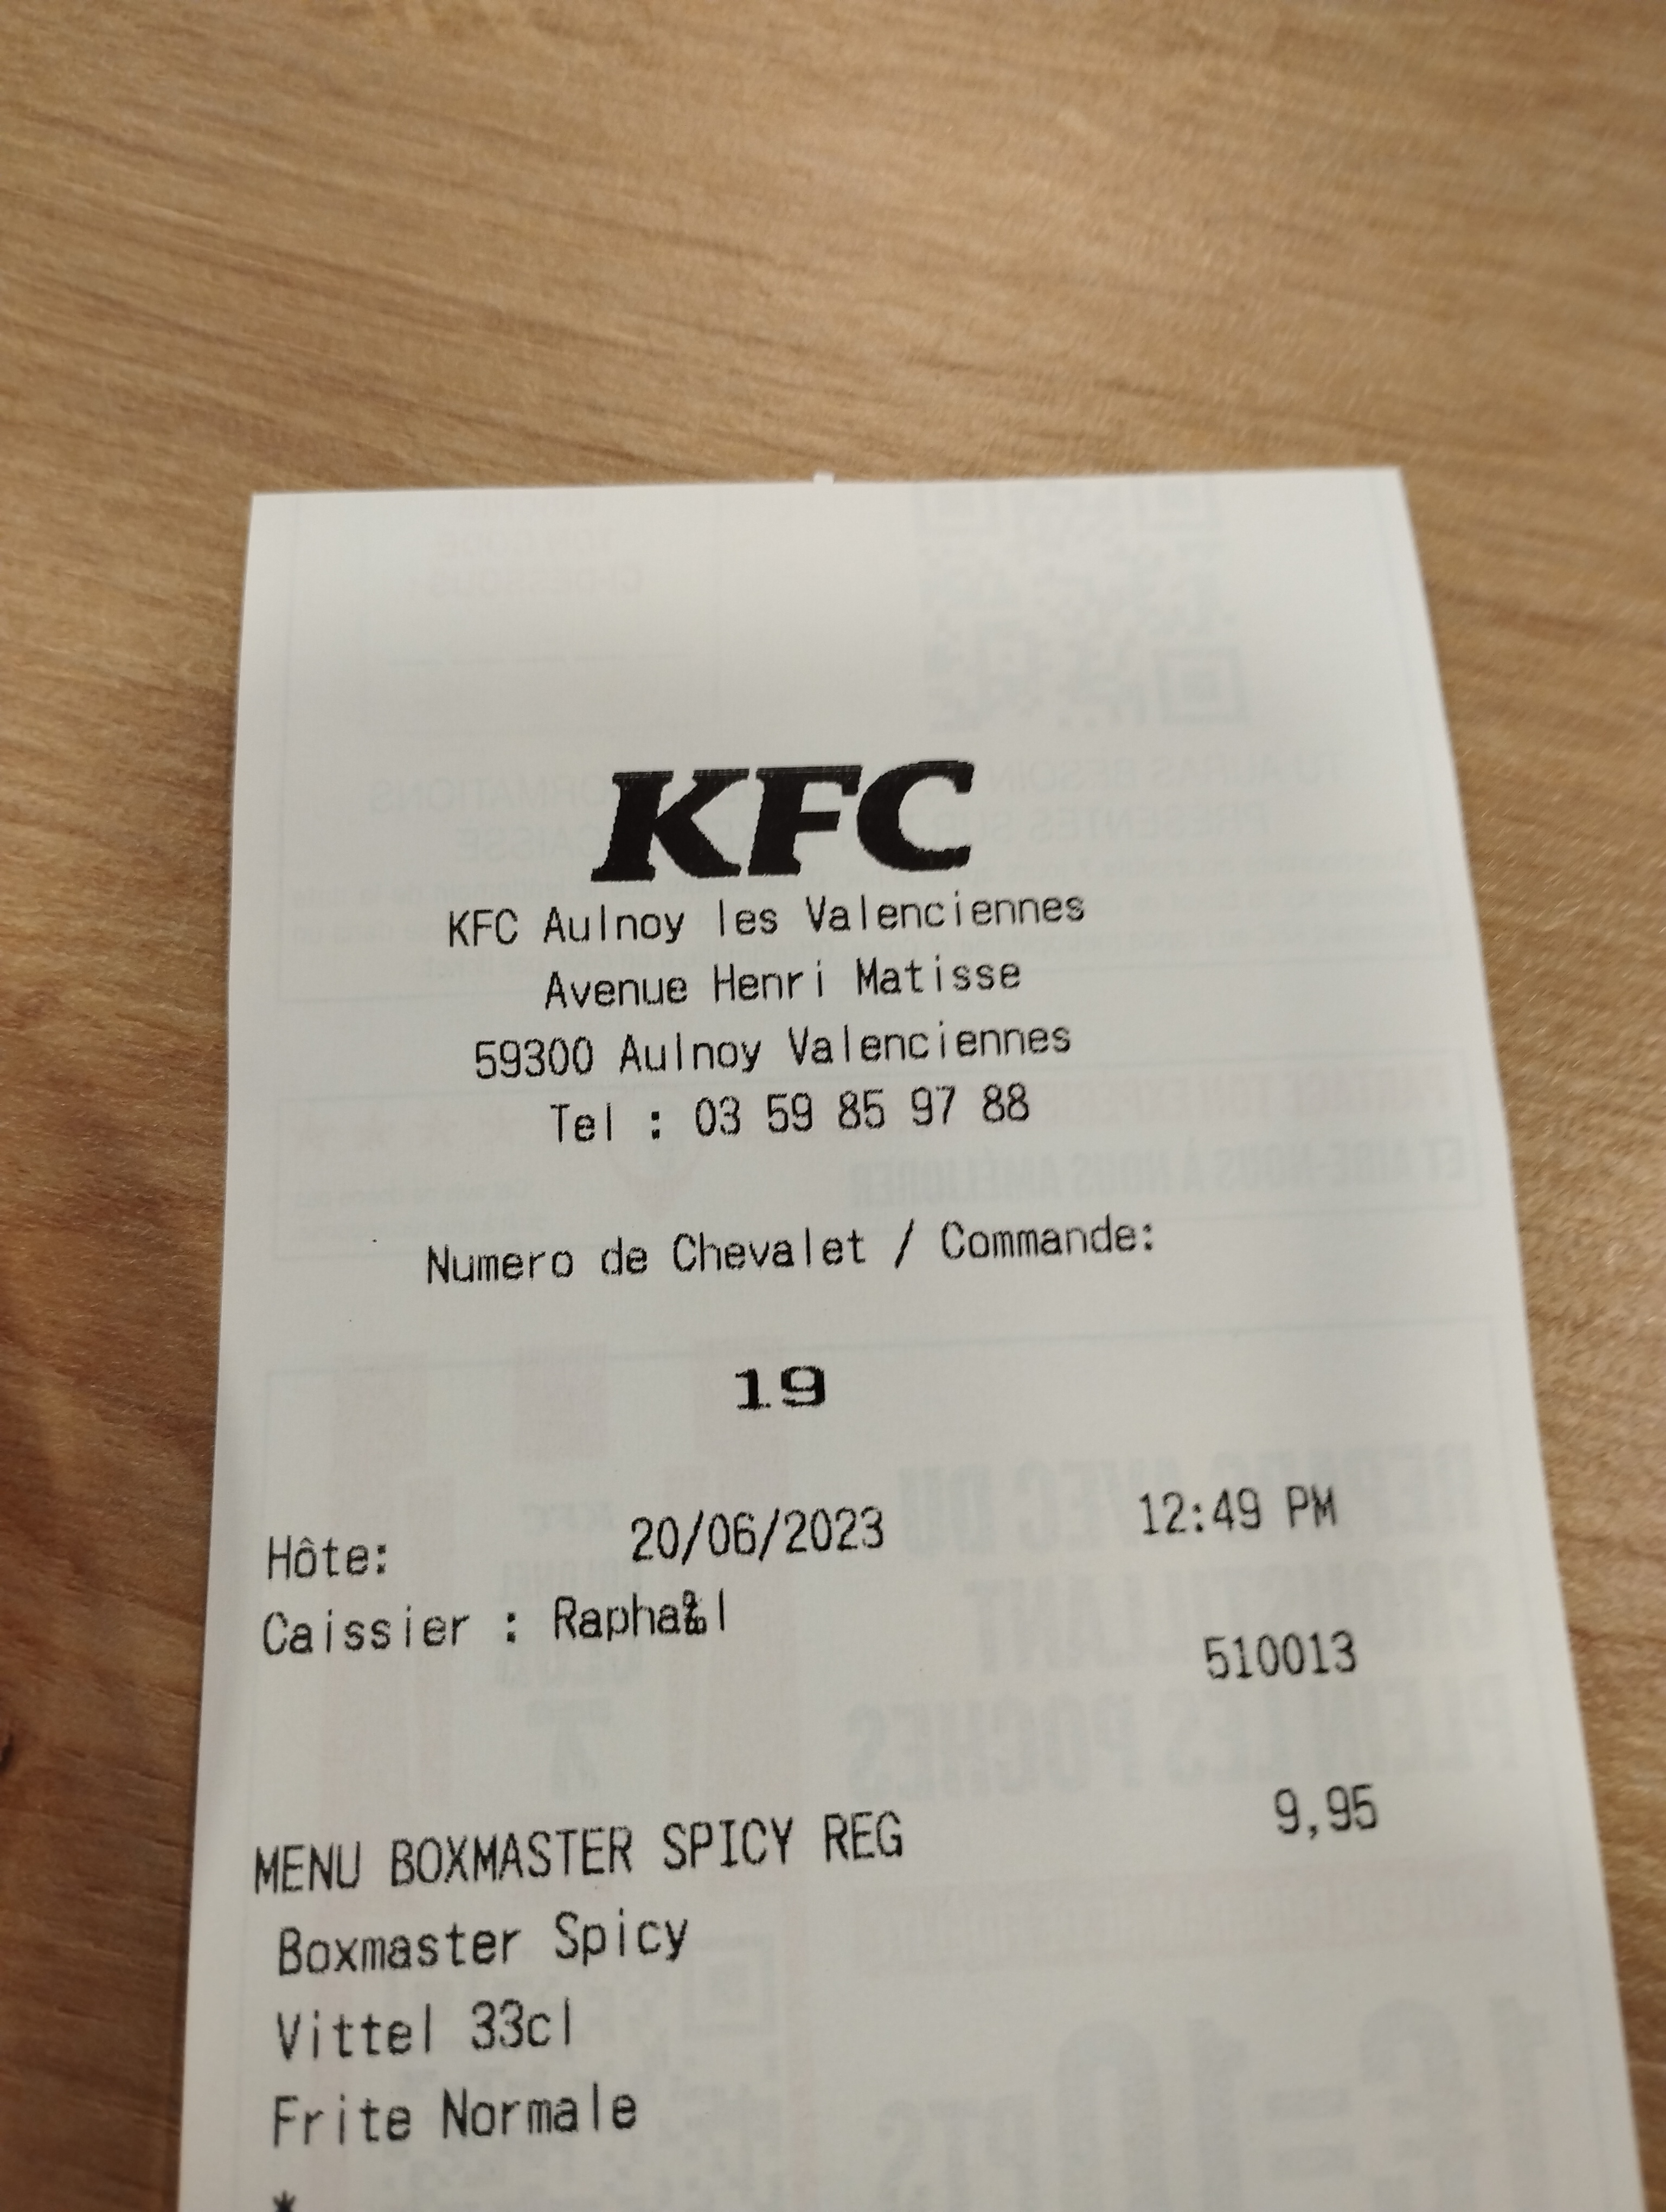 KFC
KFC Aulnoy les Valenciennes
Avenue Henri Matisse
59300 Aulnoy Valenciennes
Tel : 03 59 85 97 88
Numero de Chevalet / Commande:
19
Hôte: 20/06/2023 12:49 PM
Caissier : Rapha‰l
510013
MENU BOXMASTER SPICY REG 9,95
Boxmaster Spicy
Vittel 33cl
Frite Normale
*